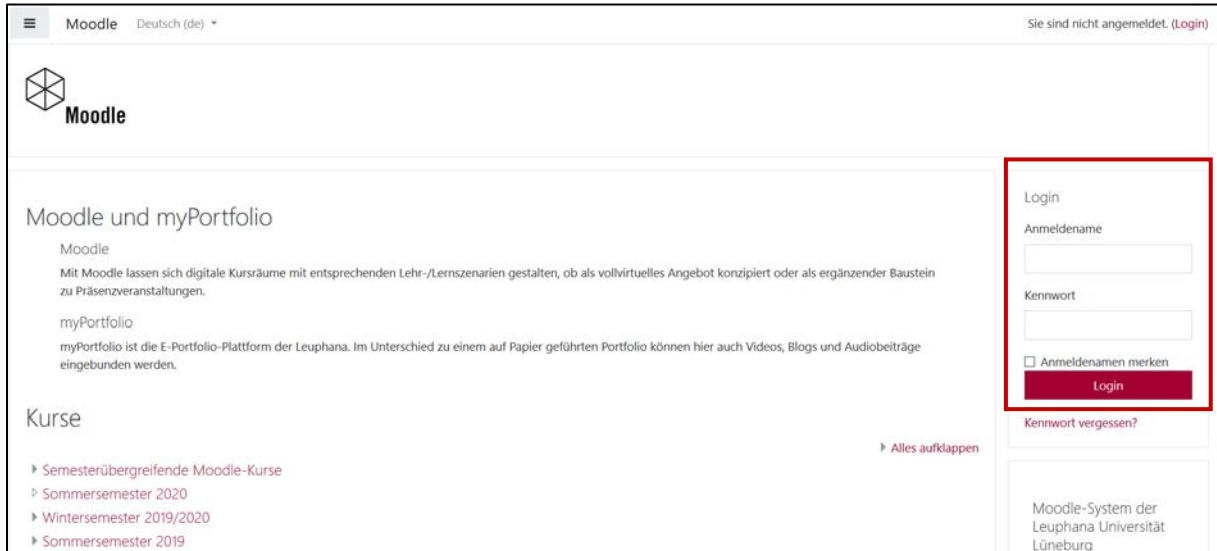 Moodle Deutsch (de)
Sie sind nicht angemeldet. (Login)
Moodle
Moodle und myPortfolio
Moodle
Mit Moodle lassen sich digitale Kursräume mit entsprechenden Lehr-/Lernszenarien gestalten, ob als vollvirtuelles Angebot konzipiert oder als ergänzender Baustein
zu Präsenzveranstaltungen.
myPortfolio
myPortfolio ist die E-Portfolio-Plattform der Leuphana. Im Unterschied zu einem auf Papier geführten Portfolio können hier auch Videos, Blogs und Audiobeiträge
eingebunden werden.
Kurse
Alles aufklappen
Semesterübergreifende Moodle-Kurse
Sommersemester 2020
Wintersemester 2019/2020
Sommersemester 2019
Login
Anmeldename
Kennwort
Anmeldenamen merken
Login
Kennwort vergessen?
Moodle-System der
Leuphana Universität
Lüneburg